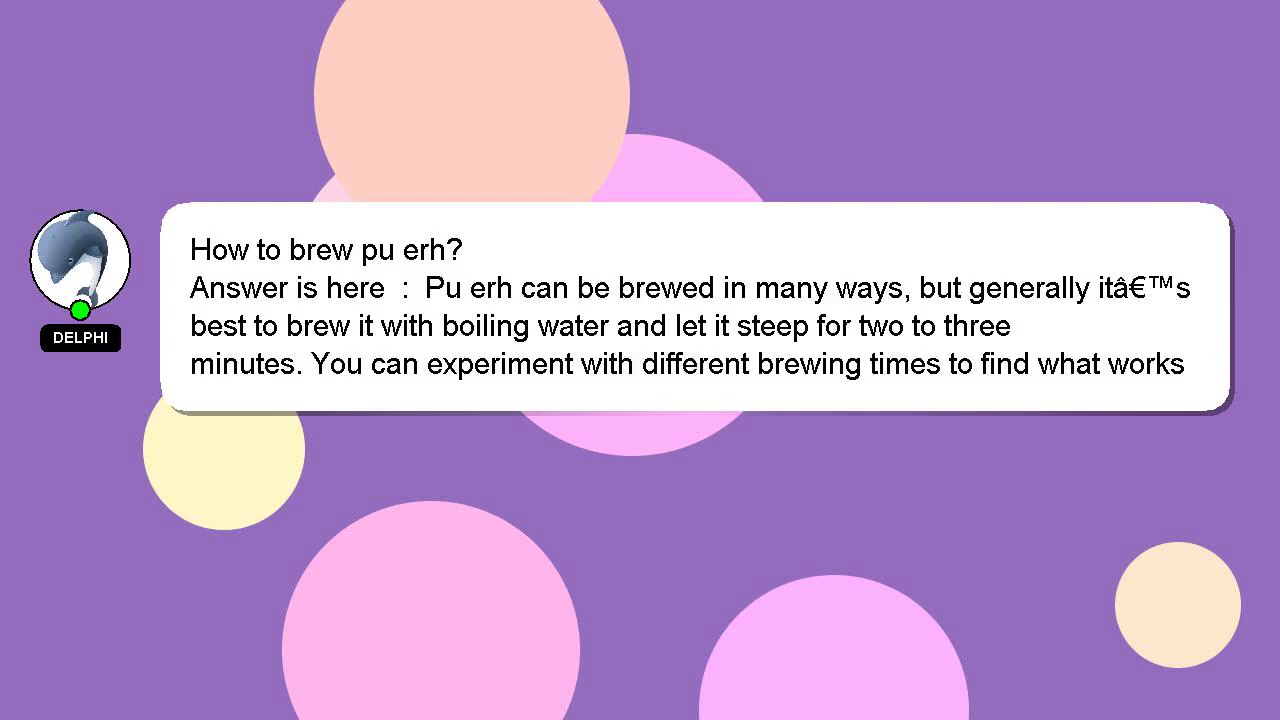 How to brew pu erh?
Answer is here  :  Pu erh can be brewed in many ways, but generally itâ€™s
best to brew it with boiling water and let it steep for two to three
minutes. You can experiment with different brewing times to find what works
DELPHI